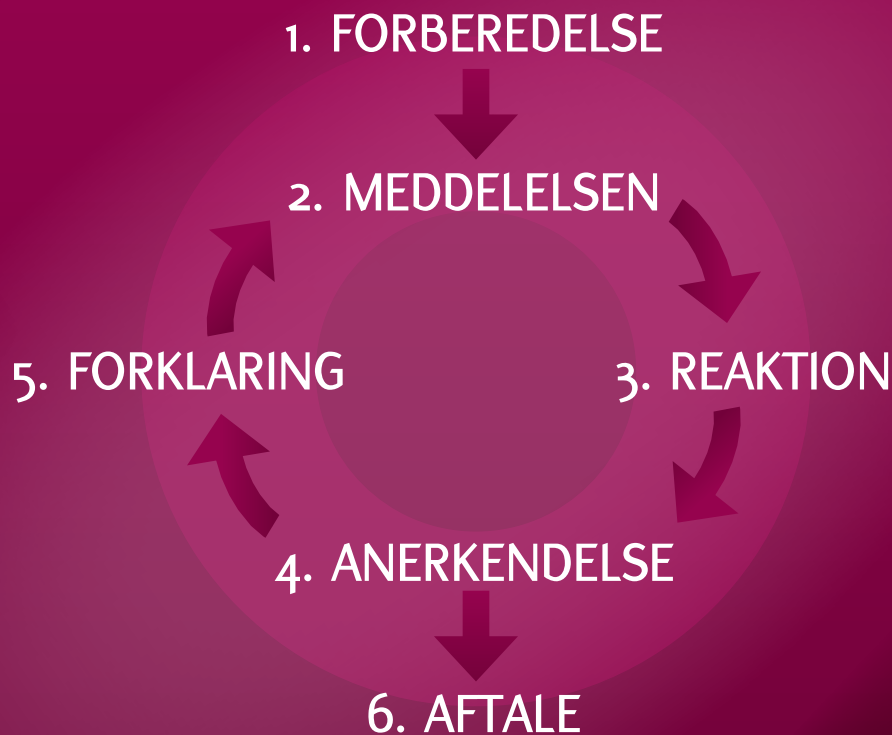 1. FORBEREDELSE
2. MEDDELELSEN
5. FORKLARING
3. REAKTION
4. ANERKENDELSE
6. AFTALE